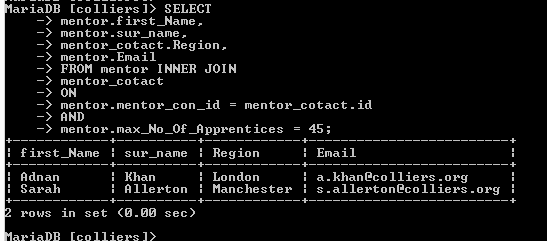 MariaDB [colliers]> SELECT
-> mentor.first_Name,
-> mentor.sur_name,
-> mentor_cotact.Region,
-> mentor.Email
-> FROM mentor INNER JOIN
-> mentor_cotact
-> ON
-> mentor.mentor_con_id = mentor_cotact.id
-> AND
-> mentor.max_No_Of_Apprentices = 45;
| first_Name | sur_name | Region | Email |
| Adnan | Khan | London | a.khan@colliers.org |
| Sarah | Allerton | Manchester | s.allerton@colliers.org |
2 rows in set (0.00 sec)
MariaDB [colliers]>